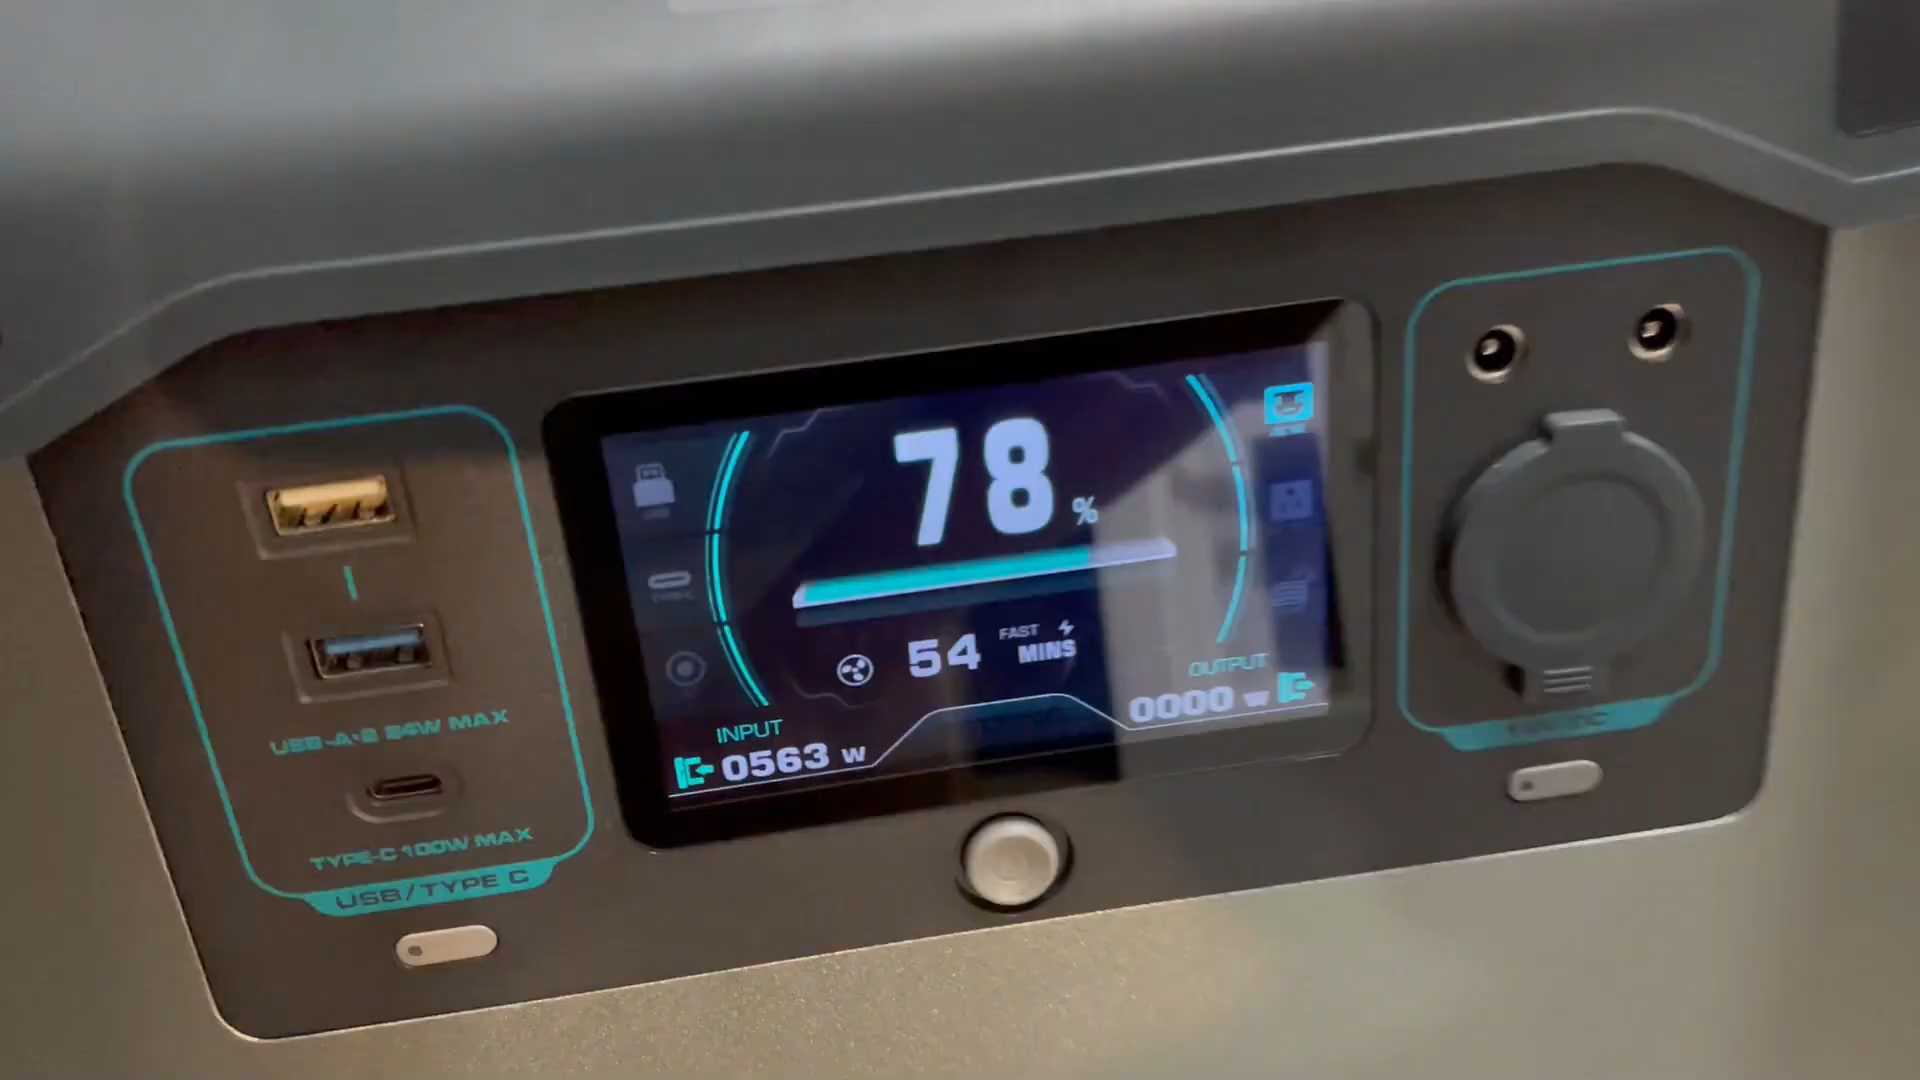 USB-A×2 24W MAX
TYPE-C 100W MAX
USB/TYPE C
78 %
54 FAST MINS
INPUT
0563 W
OUTPUT
0000 W